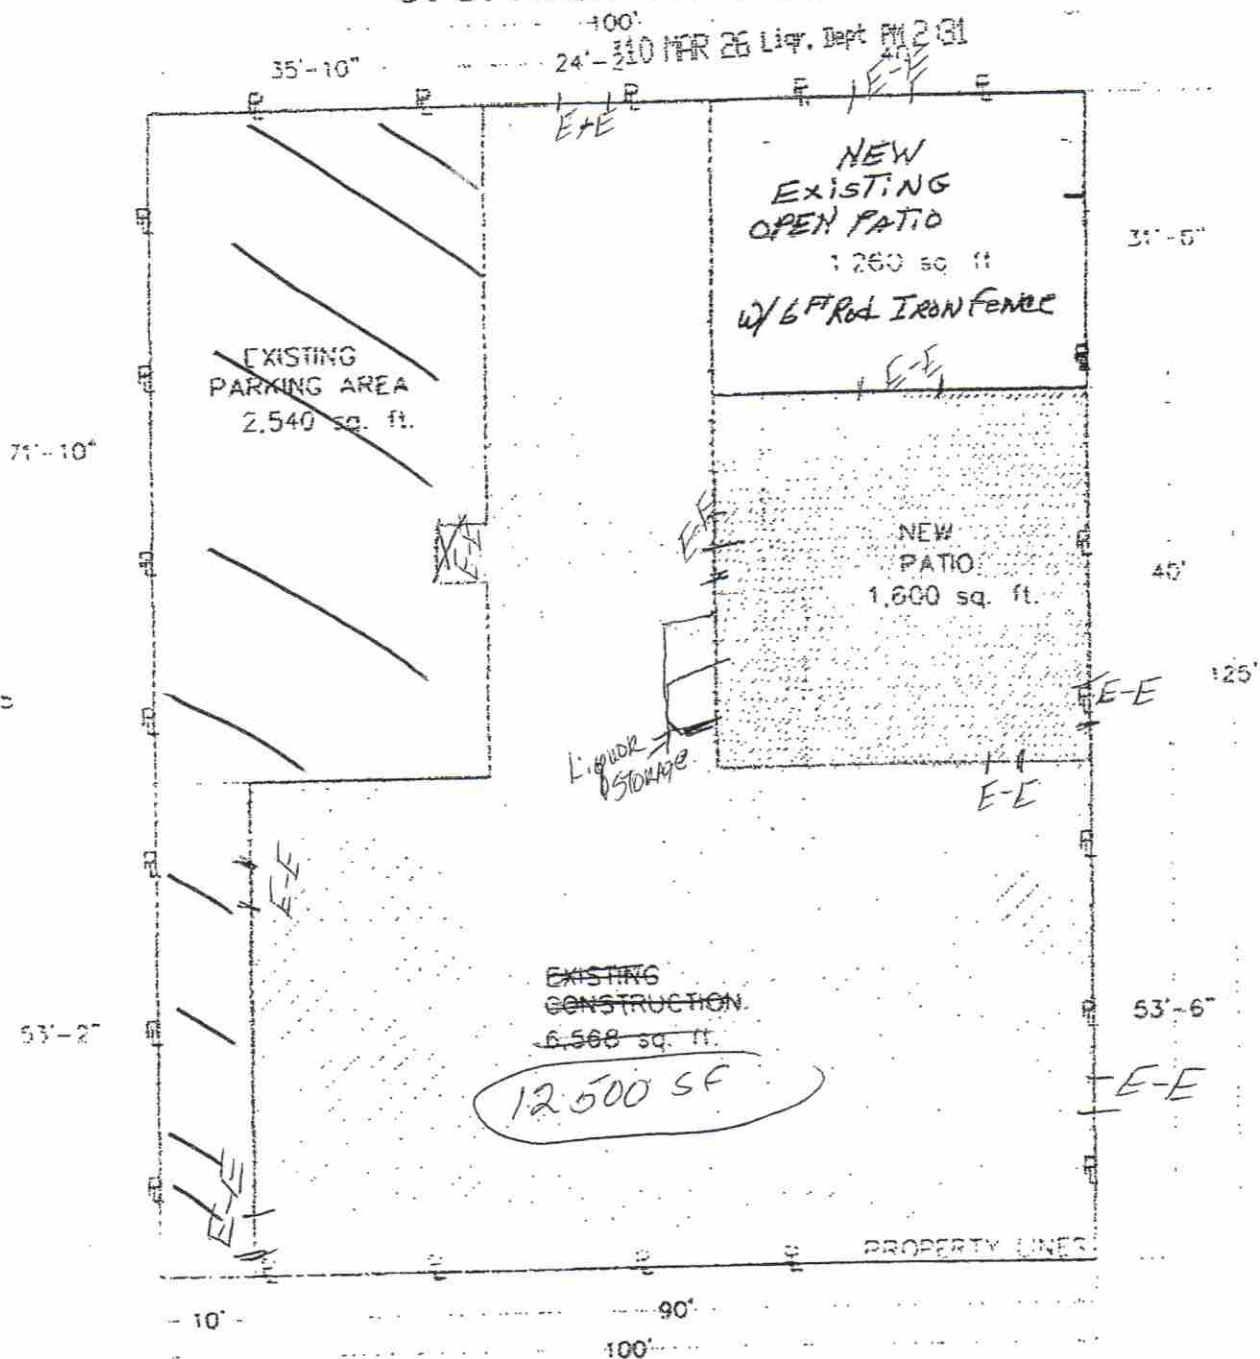 100'
10 MAR 26 Liqr. Dept PM 2:31
35'-10"
24'-
40'
E-E
E+E
NEW
EXISTING
OPEN PATIO
1,260 sq. ft
W/ 6 FT Rod IRON FENCE
31'-6"
E-E
EXISTING
PARKING AREA
2,540 sq. ft.
71'-10"
E-E
E-E
NEW
PATIO
1,600 sq. ft.
40'
125'
E-E
Liquor
STORAGE
E-E
E-E
EXISTING
CONSTRUCTION
6,568 sq. ft.
12,500 SF
53'-2"
53'-6"
E-E
E-E
PROPERTY LINES
10'
90'
100'